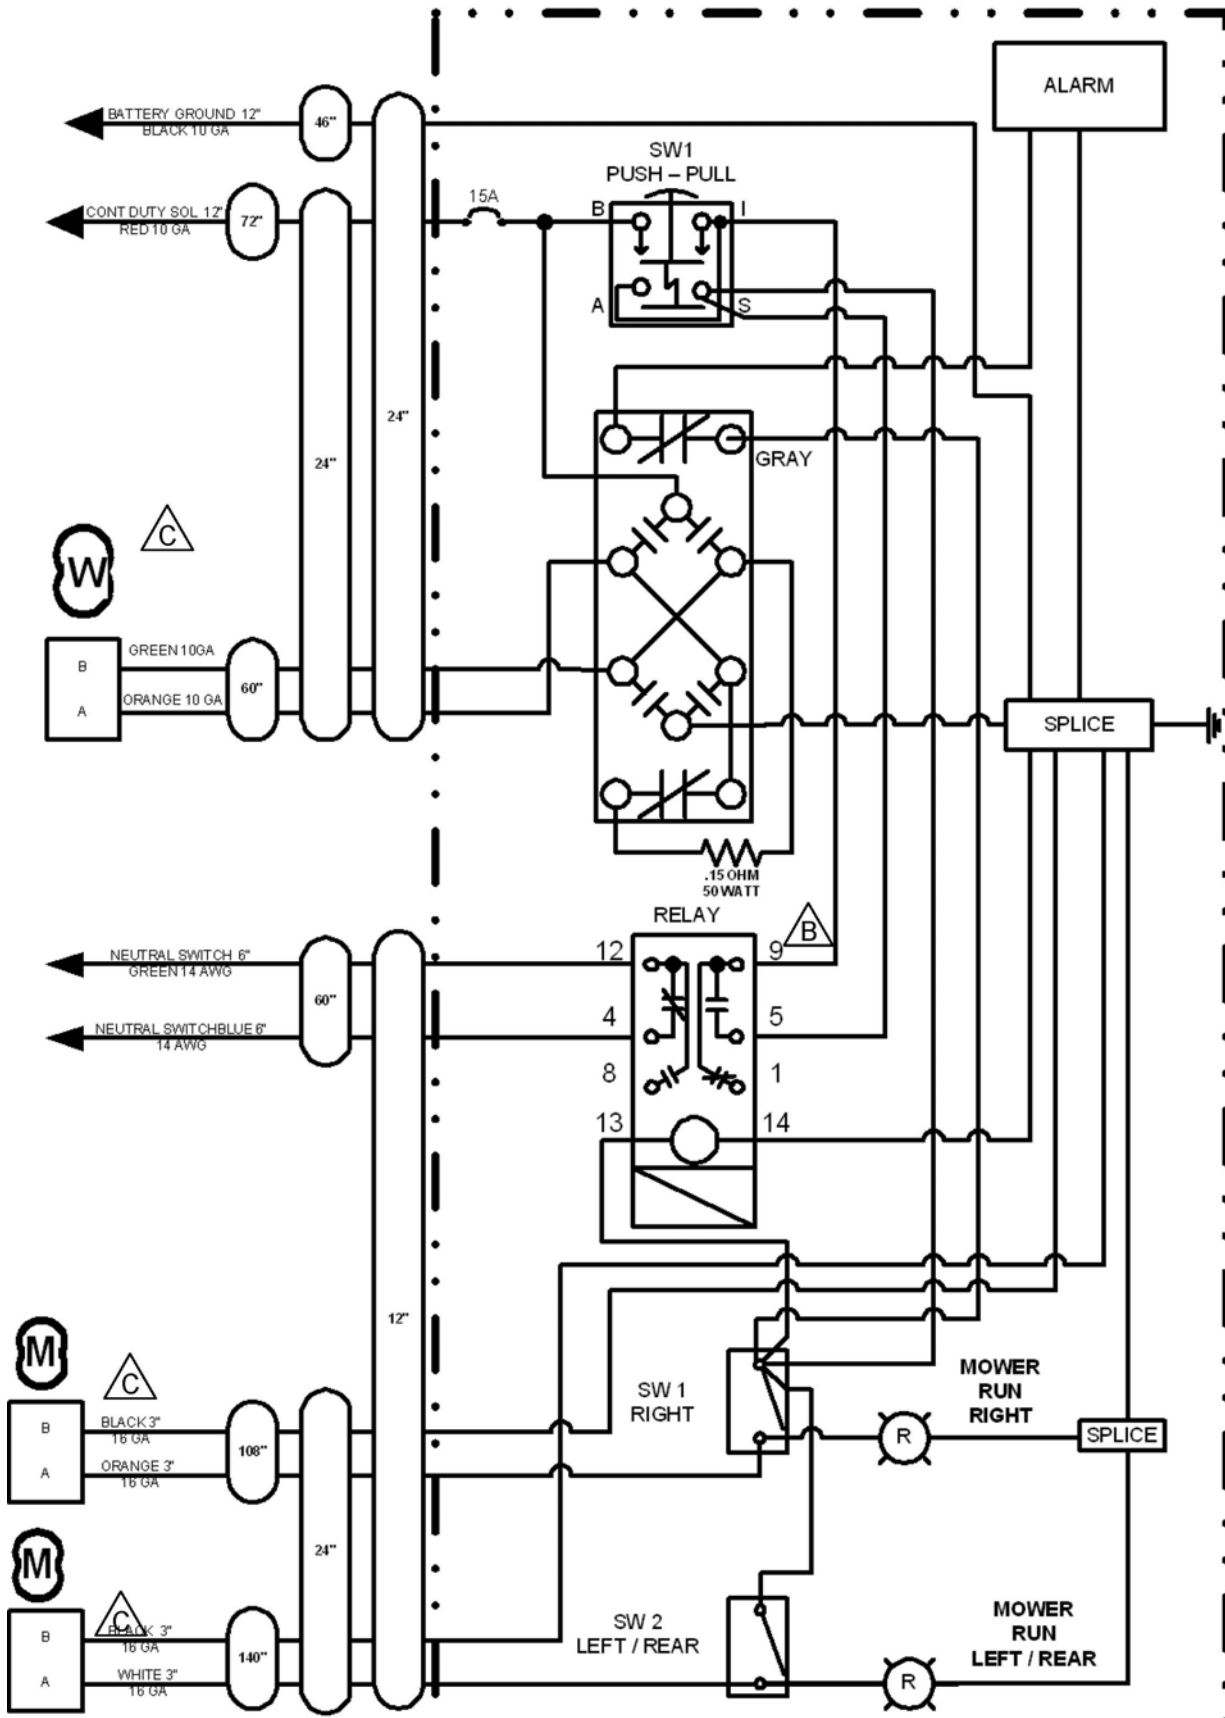 ALARM
BATTERY GROUND 12"
BLACK 10 GA
46"
SW1
PUSH – PULL
CONT DUTY SOL 12"
RED 10 GA
72"
15A
B
I
A
S
24"
24"
GRAY
C
W
B
GREEN 10GA
A
ORANGE 10 GA
60"
SPLICE
.15 OHM
50 WATT
RELAY
B
NEUTRAL SWITCH 6"
GREEN 14 AWG
12
9
60"
NEUTRAL SWITCHBLUE 6"
14 AWG
4
5
8
1
13
14
12"
M
C
B
BLACK 3"
16 GA
A
ORANGE 3"
16 GA
108"
24"
SW 1
RIGHT
MOWER
RUN
RIGHT
R
SPLICE
M
C
B
BLACK 3"
16 GA
A
WHITE 3"
16 GA
140"
SW 2
LEFT / REAR
MOWER
RUN
LEFT / REAR
R